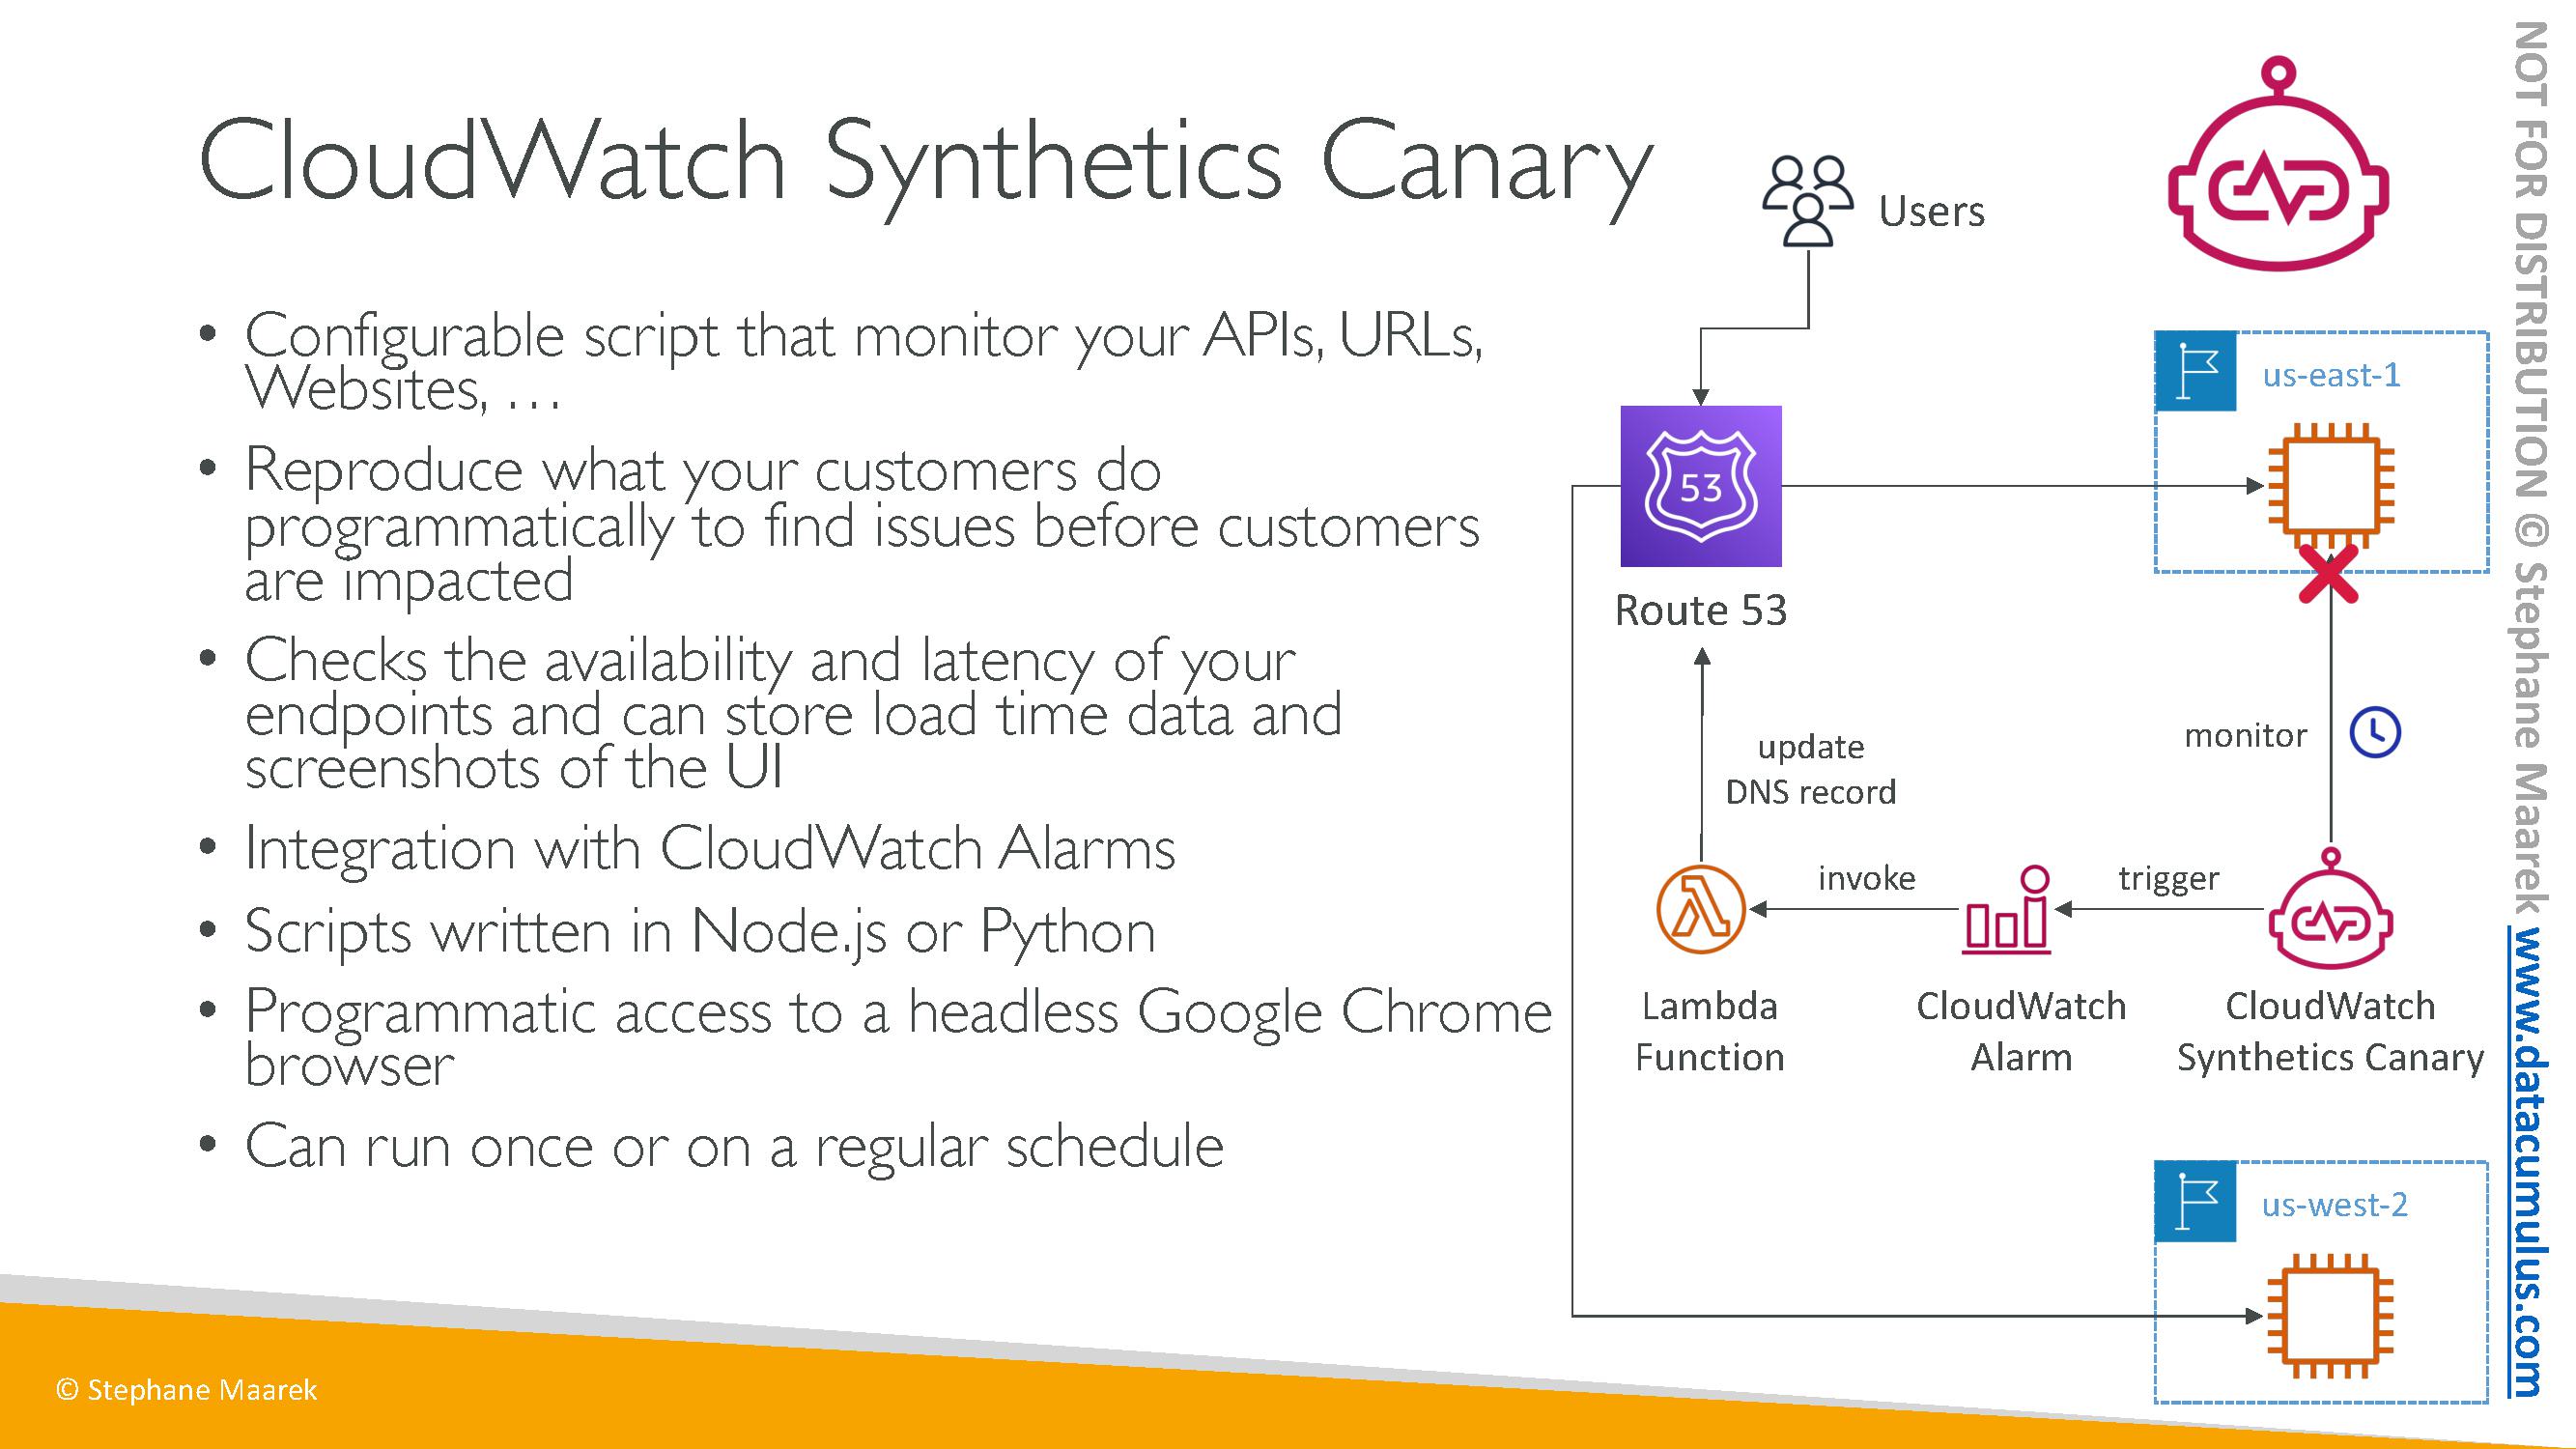 CloudWatch Synthetics Canary
• Configurable script that monitor your APIs, URLs,
Websites, …
• Reproduce what your customers do
programmatically to find issues before customers
are impacted
• Checks the availability and latency of your
endpoints and can store load time data and
screenshots of the UI
• Integration with CloudWatch Alarms
• Scripts written in Node.js or Python
• Programmatic access to a headless Google Chrome
browser
• Can run once or on a regular schedule
Users
us-east-1
53
Route 53
update
DNS record
monitor
invoke
trigger
Lambda
Function
CloudWatch
Alarm
CloudWatch
Synthetics Canary
us-west-2
© Stephane Maarek
NOT FOR DISTRIBUTION © Stephane Maarek www.datacumulus.com